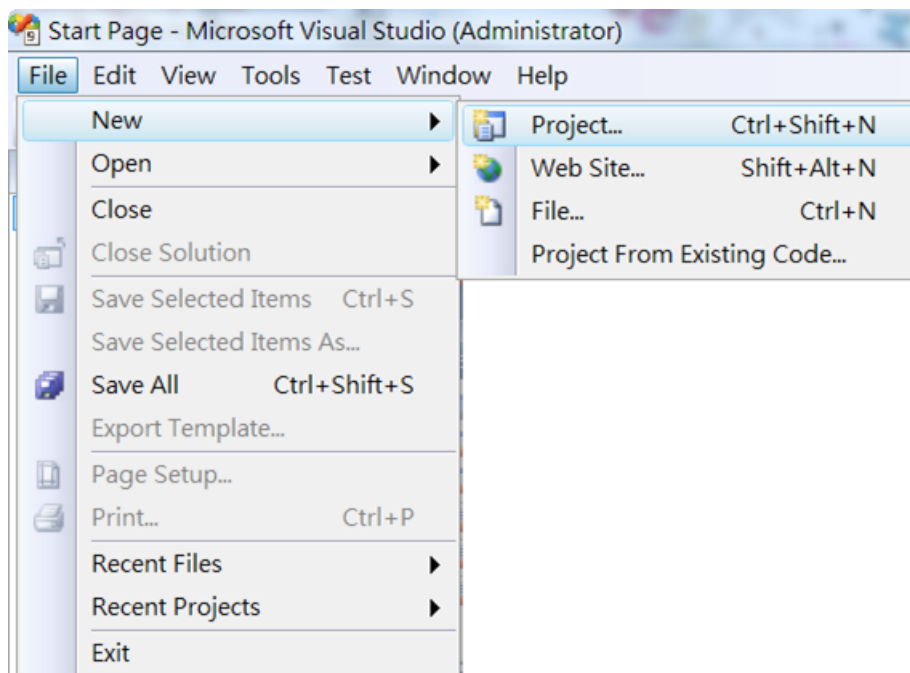 Start Page - Microsoft Visual Studio (Administrator)
File Edit View Tools Test Window Help
New
Open
Close
Close Solution
Save Selected Items Ctrl+S
Save Selected Items As...
Save All Ctrl+Shift+S
Export Template...
Page Setup...
Print... Ctrl+P
Recent Files
Recent Projects
Exit
Project... Ctrl+Shift+N
Web Site... Shift+Alt+N
File... Ctrl+N
Project From Existing Code...